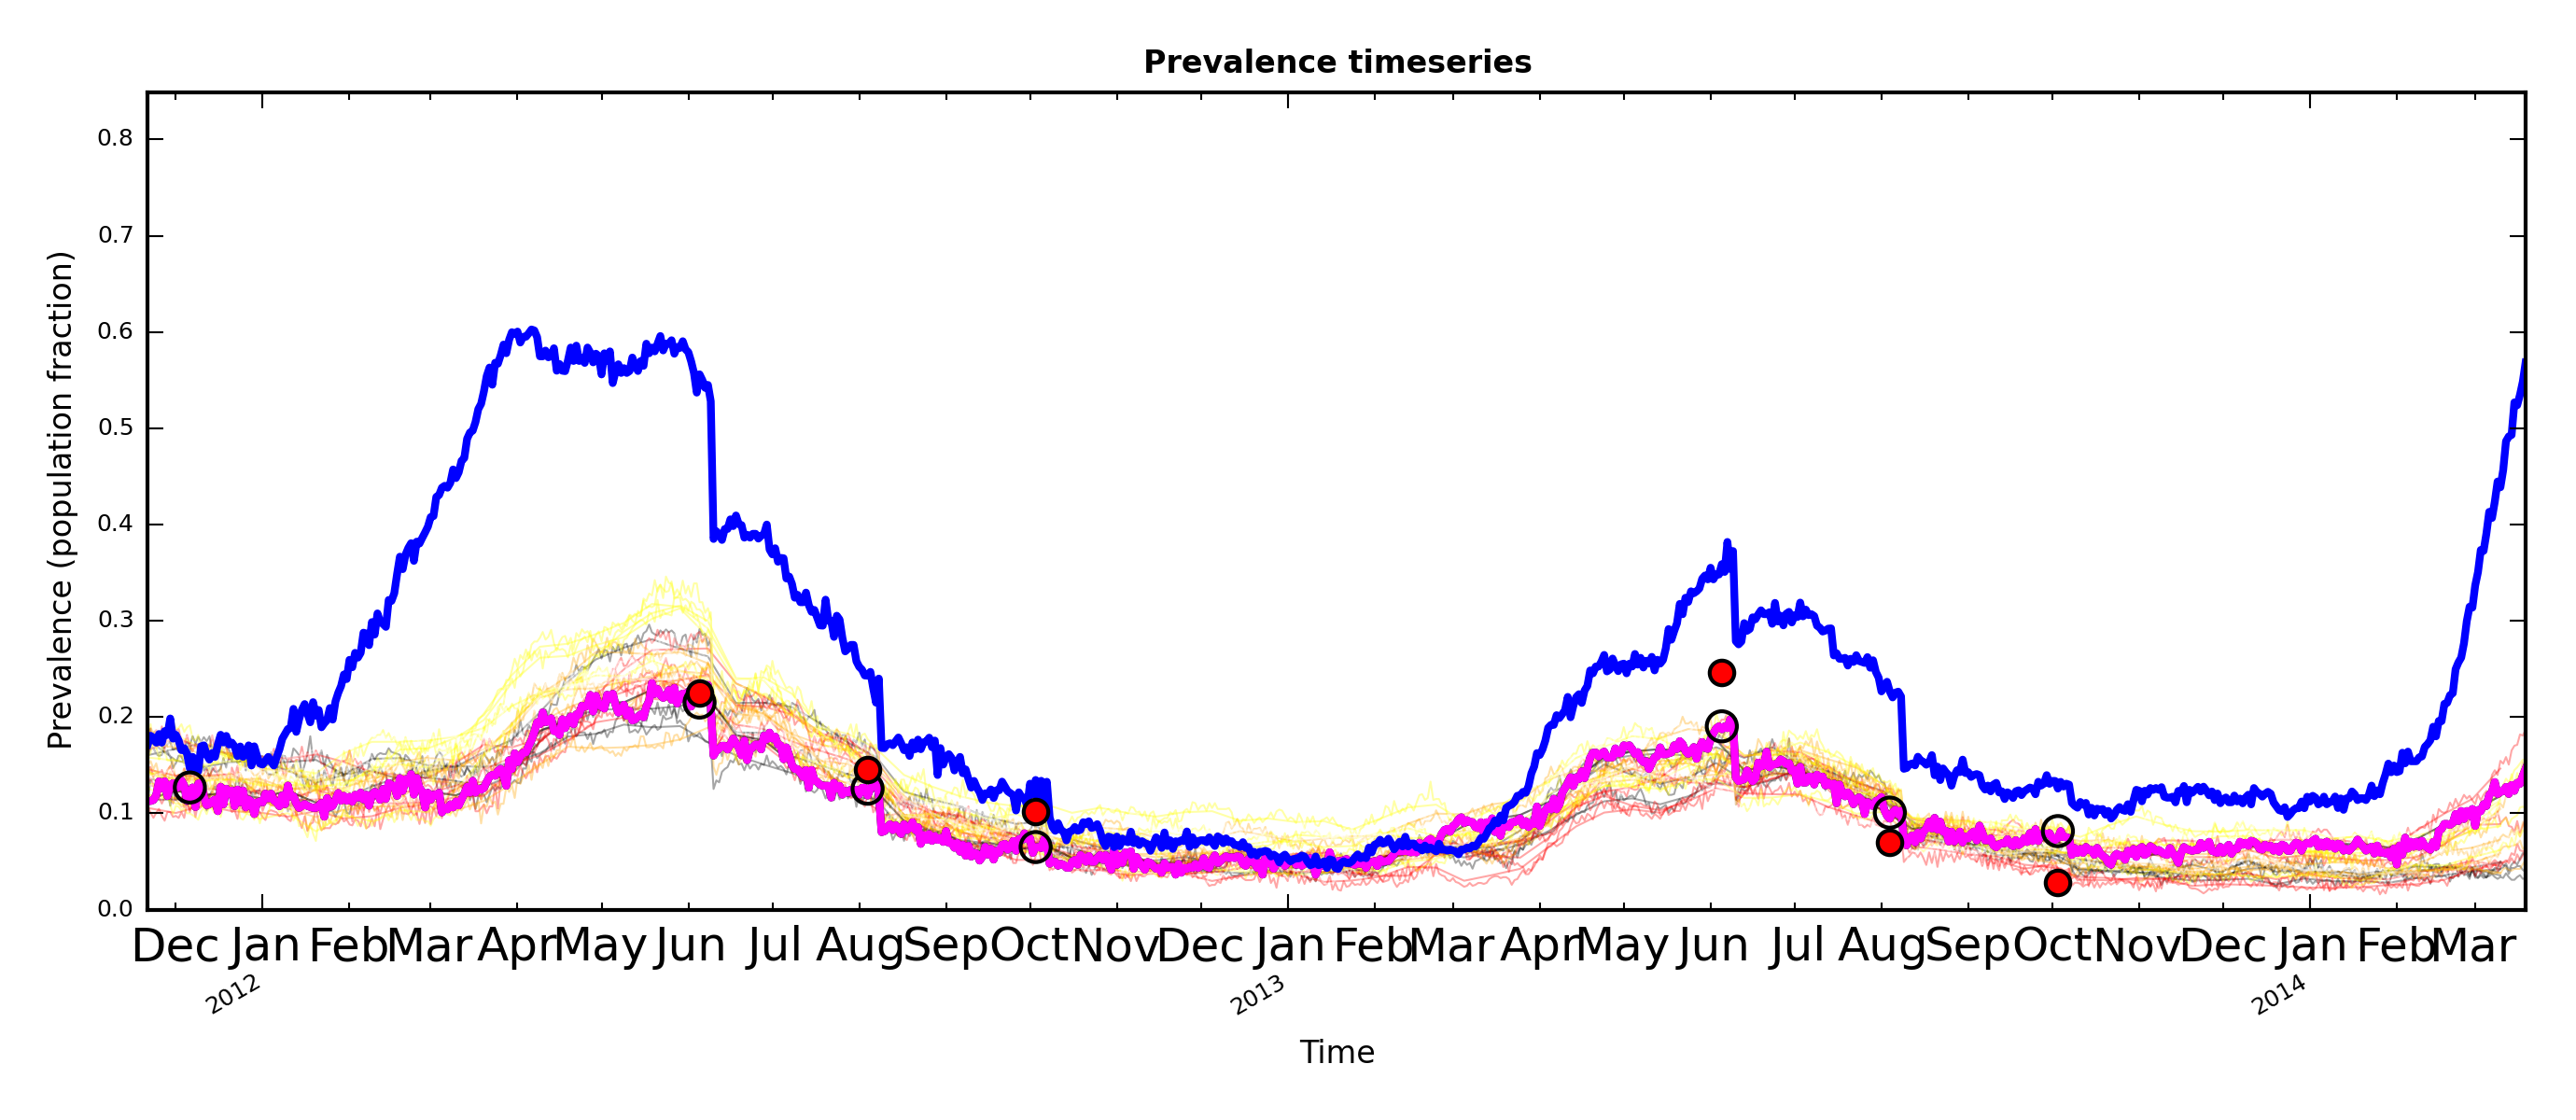 Prevalence timeseries
Prevalence (population fraction)
0.8
0.7
0.6
0.5
0.4
0.3
0.2
0.1
0.0
Dec Jan Feb Mar Apr May Jun Jul Aug Sep Oct Nov Dec Jan Feb Mar Apr May Jun Jul Aug Sep Oct Nov Dec Jan Feb Mar
2012 2013 2014
Time